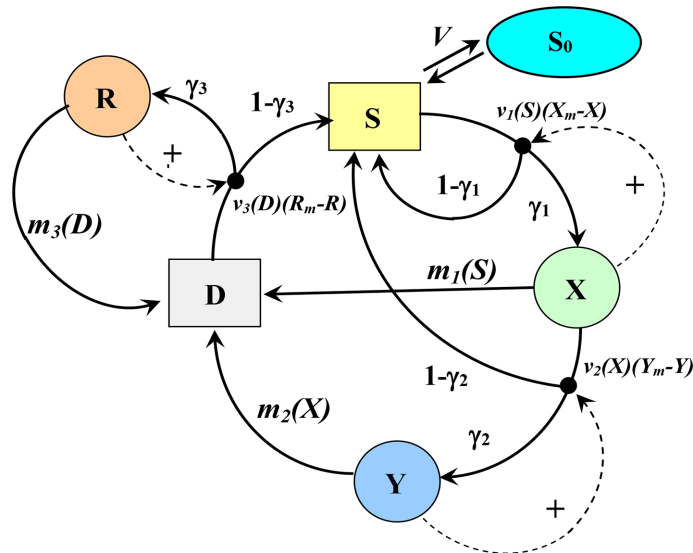 V
S₀
R
γ₃
1-γ₃
S
v₁(S)(Xₘ-X)
+
1-γ₁
γ₁
+
v₃(D)(Rₘ-R)
m₃(D)
m₁(S)
D
X
1-γ₂
v₂(X)(Yₘ-Y)
m₂(X)
γ₂
Y
+